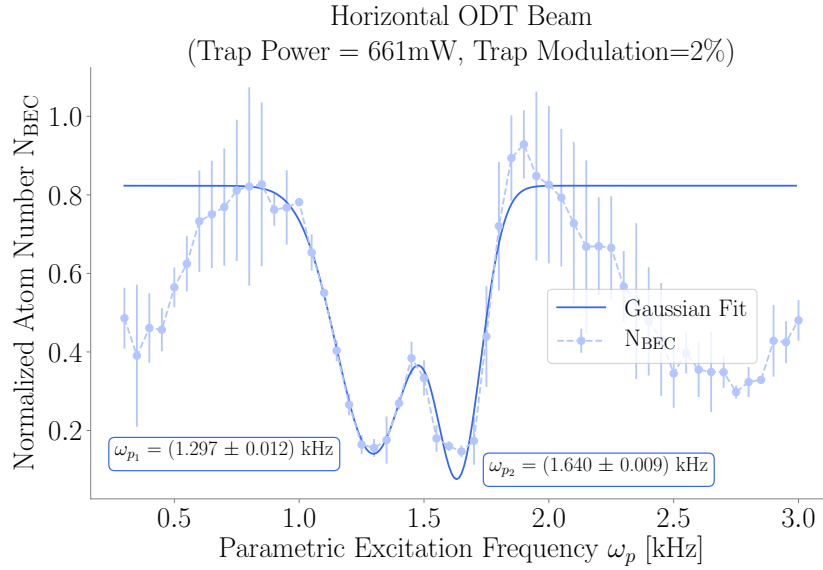 Horizontal ODT Beam
(Trap Power = 661mW, Trap Modulation=2%)
Normalized Atom Number N_BEC
1.0
0.8
0.6
0.4
0.2
Gaussian Fit
N_BEC
ω_p₁ = (1.297 ± 0.012) kHz
ω_p₂ = (1.640 ± 0.009) kHz
0.5 1.0 1.5 2.0 2.5 3.0
Parametric Excitation Frequency ω_p [kHz]